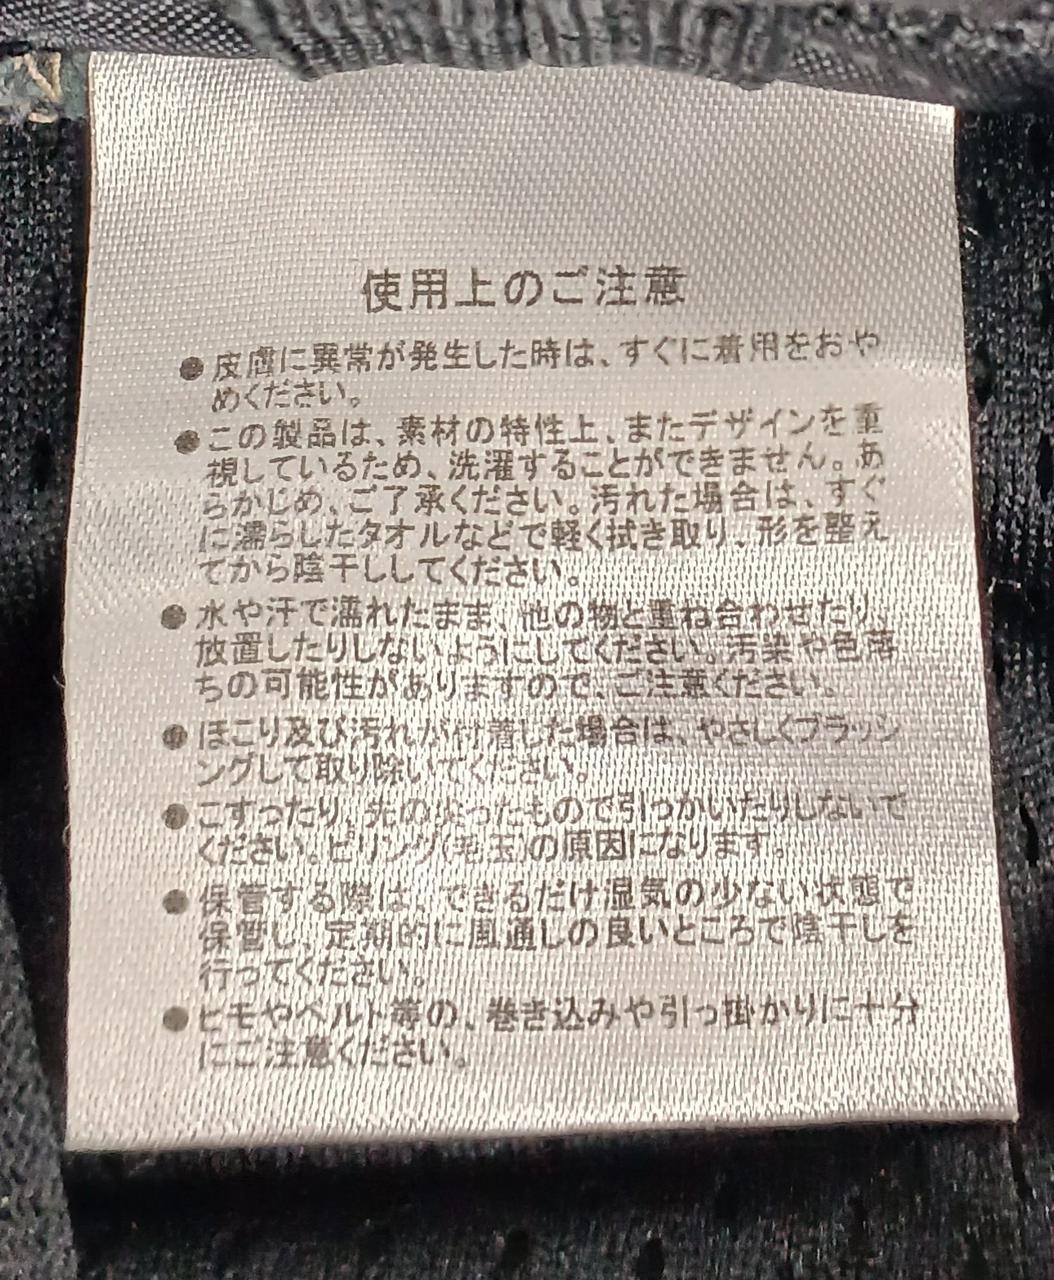 使用上のご注意
●皮膚に異常が発生した時は、すぐに着用をおや
めください。
●この製品は、素材の特性上、またデザインを重
視しているため、洗濯することができません。あ
らかじめ、ご了承ください。汚れた場合は、すぐ
に濡らしたタオルなどで軽く拭き取り、形を整え
てから陰干ししてください。
●水や汗で濡れたまま、他の物と重ね合わせたり、
放置したりしないようにしてください。汚染や色落
ちの可能性がありますので、ご注意ください。
●ほこり及び汚れが付着した場合は、やさしくブラッシ
ングして取り除いてください。
●こすったり、先の尖ったもので引っかいたりしないで
ください。ピリング(毛玉)の原因になります。
●保管する際は、できるだけ湿気の少ない状態で
保管し、定期的に風通しの良いところで陰干しを
行ってください。
●ヒモやベルト等の、巻き込みや引っ掛かりに十分
にご注意ください。